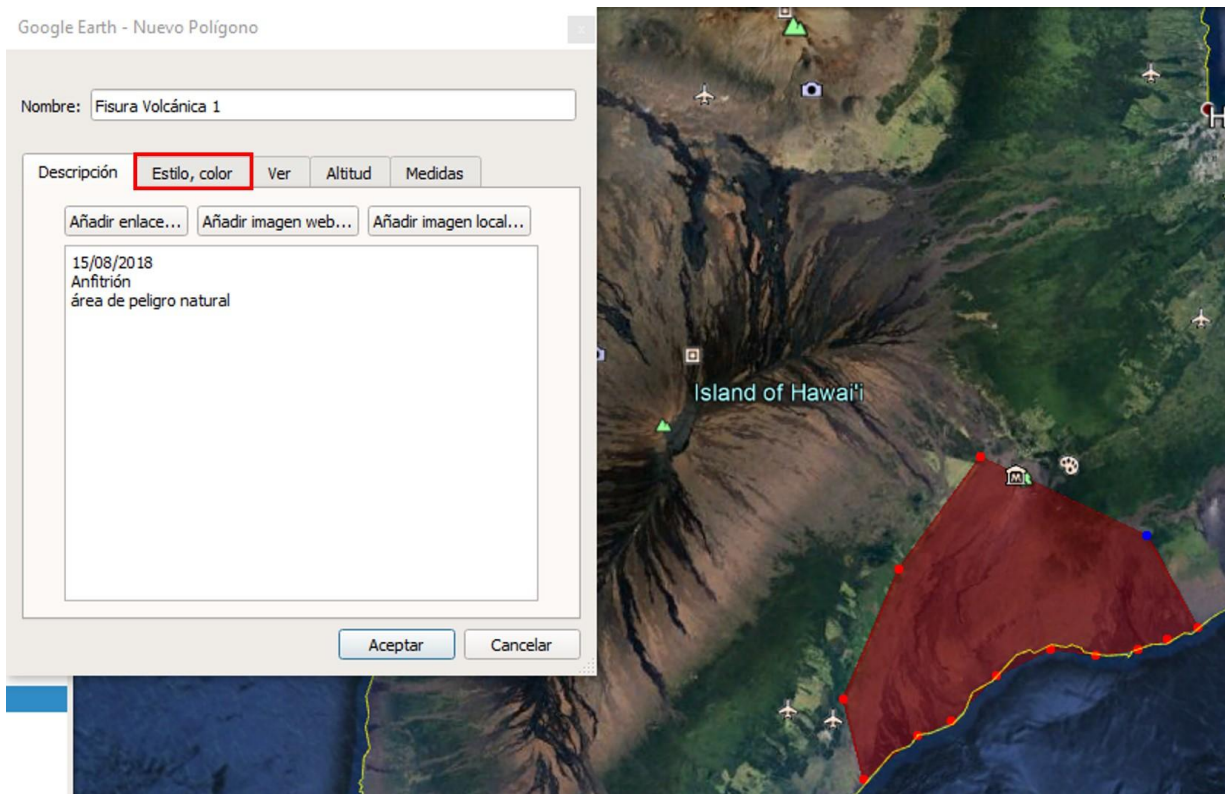 Google Earth - Nuevo Polígono
Nombre: Fisura Volcánica 1
Descripción Estilo, color Ver Altitud Medidas
Añadir enlace... Añadir imagen web... Añadir imagen local...
15/08/2018
Anfitrión
área de peligro natural
Aceptar Cancelar
H
Island of Hawai'i
M